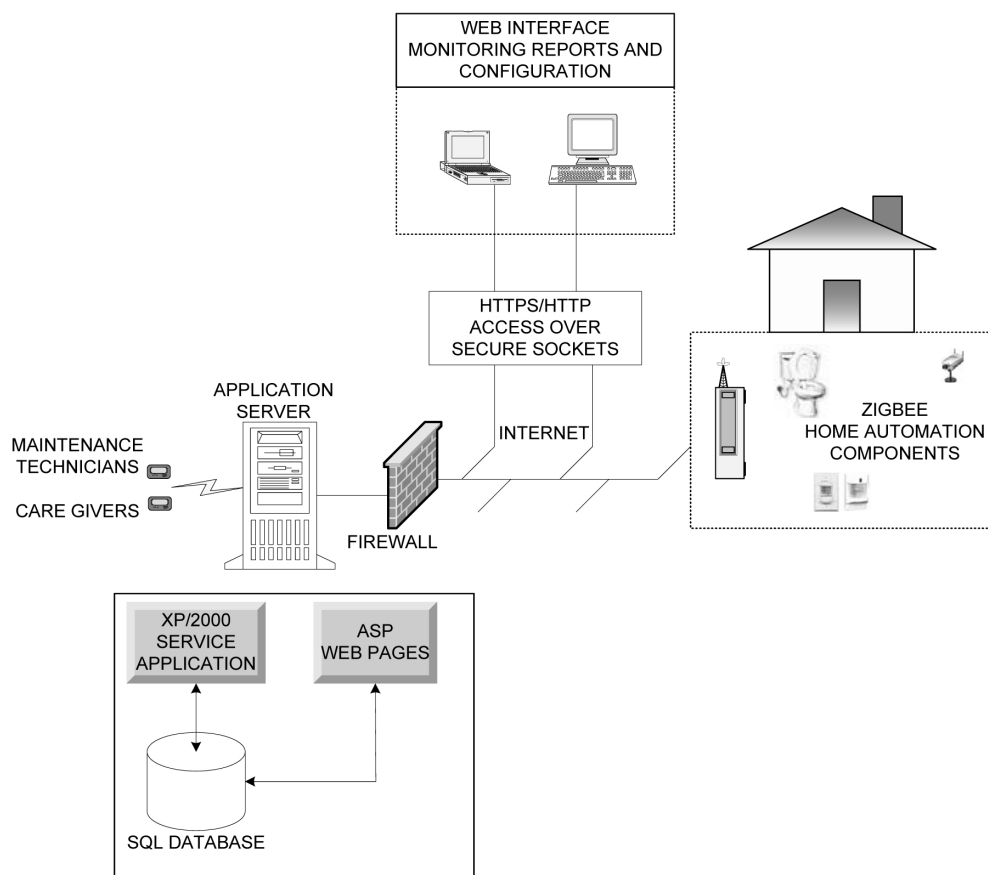 WEB INTERFACE
MONITORING REPORTS AND
CONFIGURATION
HTTPS/HTTP
ACCESS OVER
SECURE SOCKETS
APPLICATION
SERVER
INTERNET
ZIGBEE
HOME AUTOMATION
COMPONENTS
MAINTENANCE
TECHNICIANS
CARE GIVERS
FIREWALL
XP/2000
SERVICE
APPLICATION
ASP
WEB PAGES
SQL DATABASE